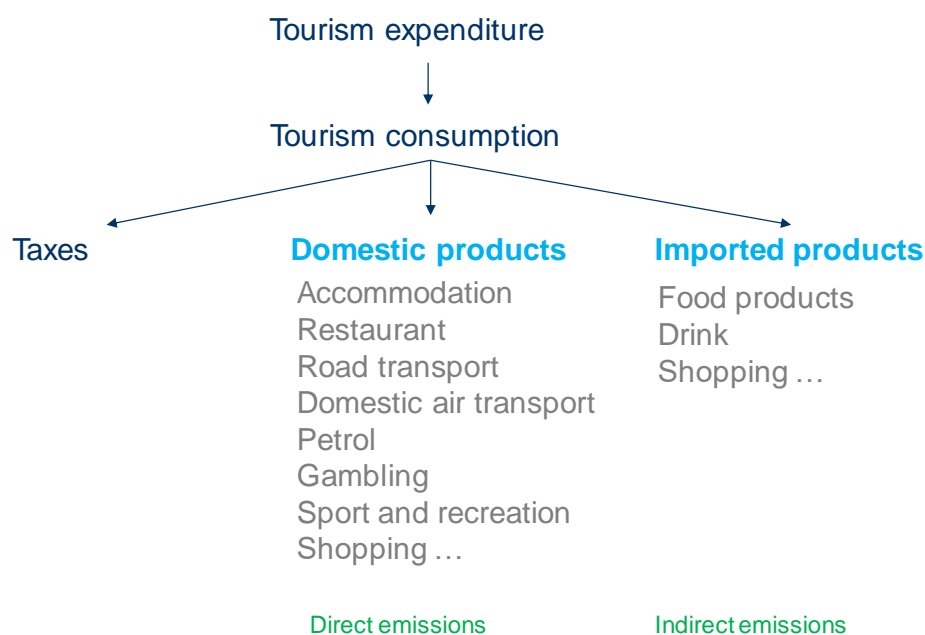 Tourism expenditure
Tourism consumption
Taxes
Domestic products
Accommodation
Restaurant
Road transport
Domestic air transport
Petrol
Gambling
Sport and recreation
Shopping …
Imported products
Food products
Drink
Shopping …
Direct emissions
Indirect emissions